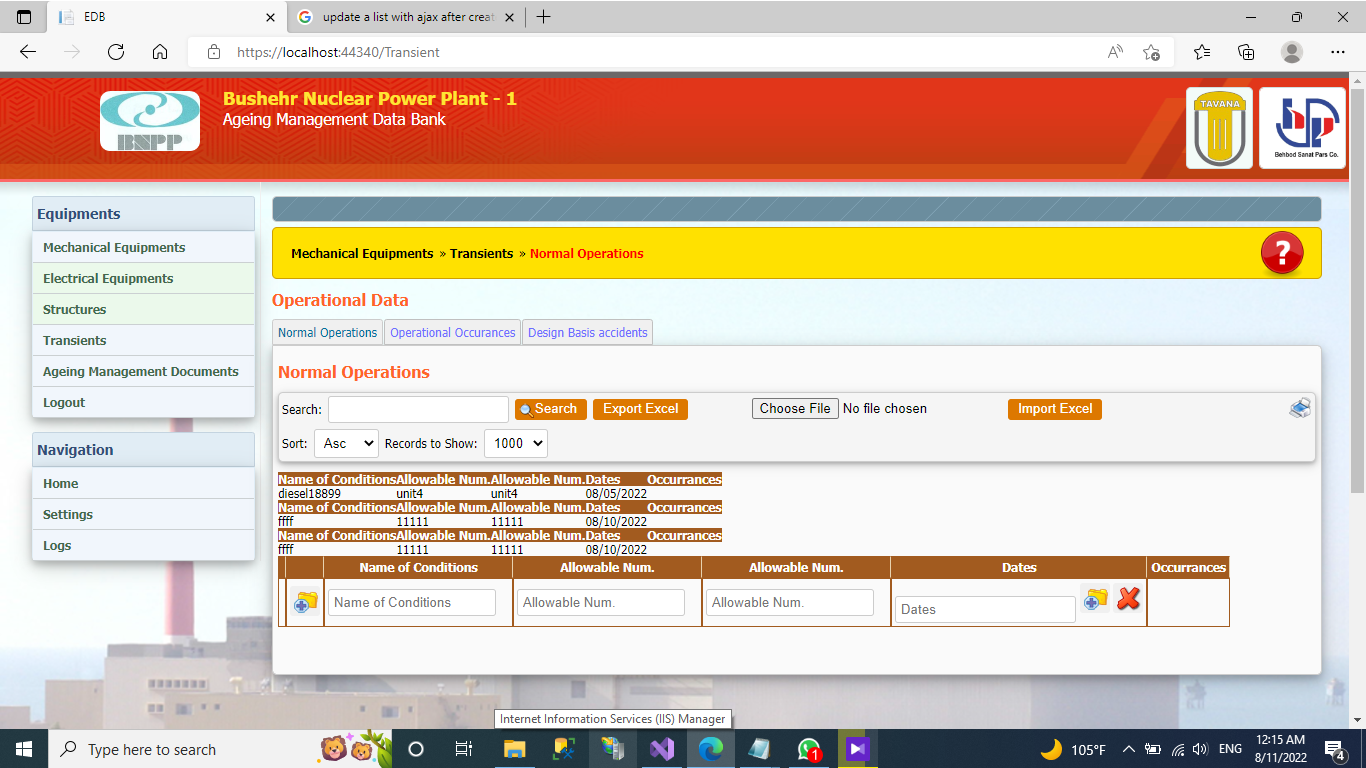 EDB
update a list with ajax after creat
https://localhost:44340/Transient
BNPP
Bushehr Nuclear Power Plant - 1
Ageing Management Data Bank
TAVANA
Behbod Sanat Pars Co.
Equipments
Mechanical Equipments
Electrical Equipments
Structures
Transients
Ageing Management Documents
Logout
Navigation
Home
Settings
Logs
Mechanical Equipments » Transients » Normal Operations
?
Operational Data
Normal Operations Operational Occurances Design Basis accidents
Normal Operations
Search: Search Export Excel Choose File No file chosen Import Excel
Sort: Asc Records to Show: 1000
Name of Conditions Allowable Num. Allowable Num. Dates Occurrances
diesel18899 unit4 unit4 08/05/2022
Name of Conditions Allowable Num. Allowable Num. Dates Occurrances
ffff 11111 11111 08/10/2022
Name of Conditions Allowable Num. Allowable Num. Dates Occurrances
ffff 11111 11111 08/10/2022
Name of Conditions Allowable Num. Allowable Num. Dates Occurrances
Name of Conditions Allowable Num. Allowable Num. Dates
Internet Information Services (IIS) Manager
Type here to search
1
105°F
ENG
12:15 AM
8/11/2022
4